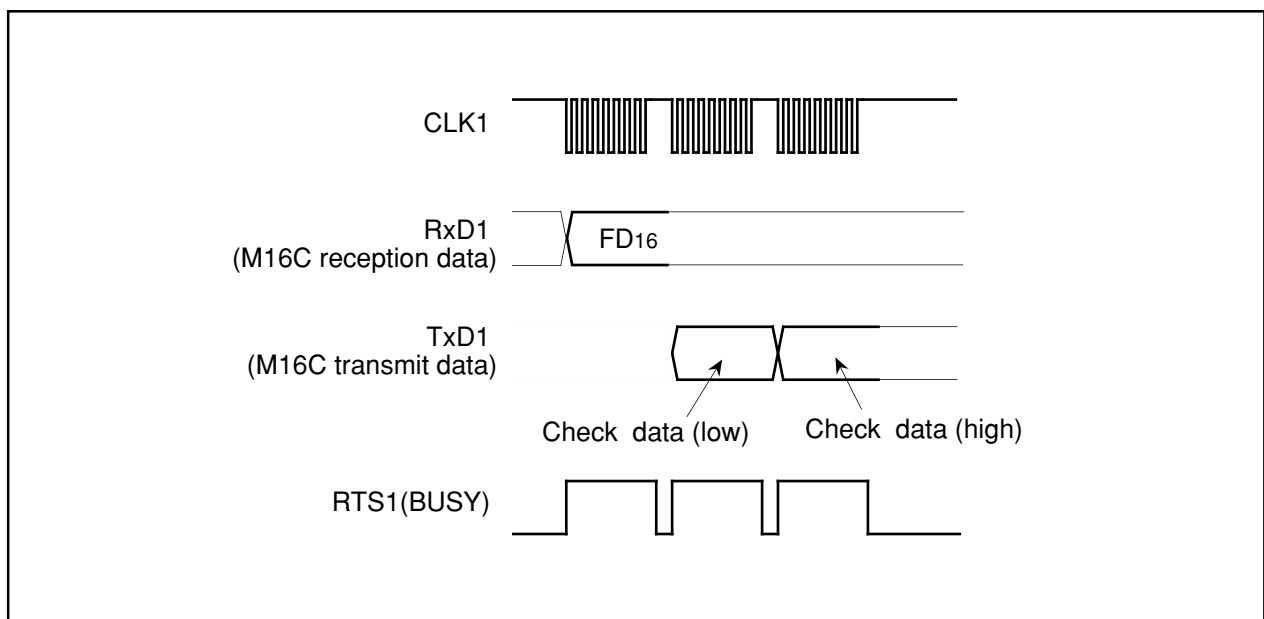 CLK1
RxD1
(M16C reception data)
FD16
TxD1
(M16C transmit data)
Check data (low)
Check data (high)
RTS1(BUSY)